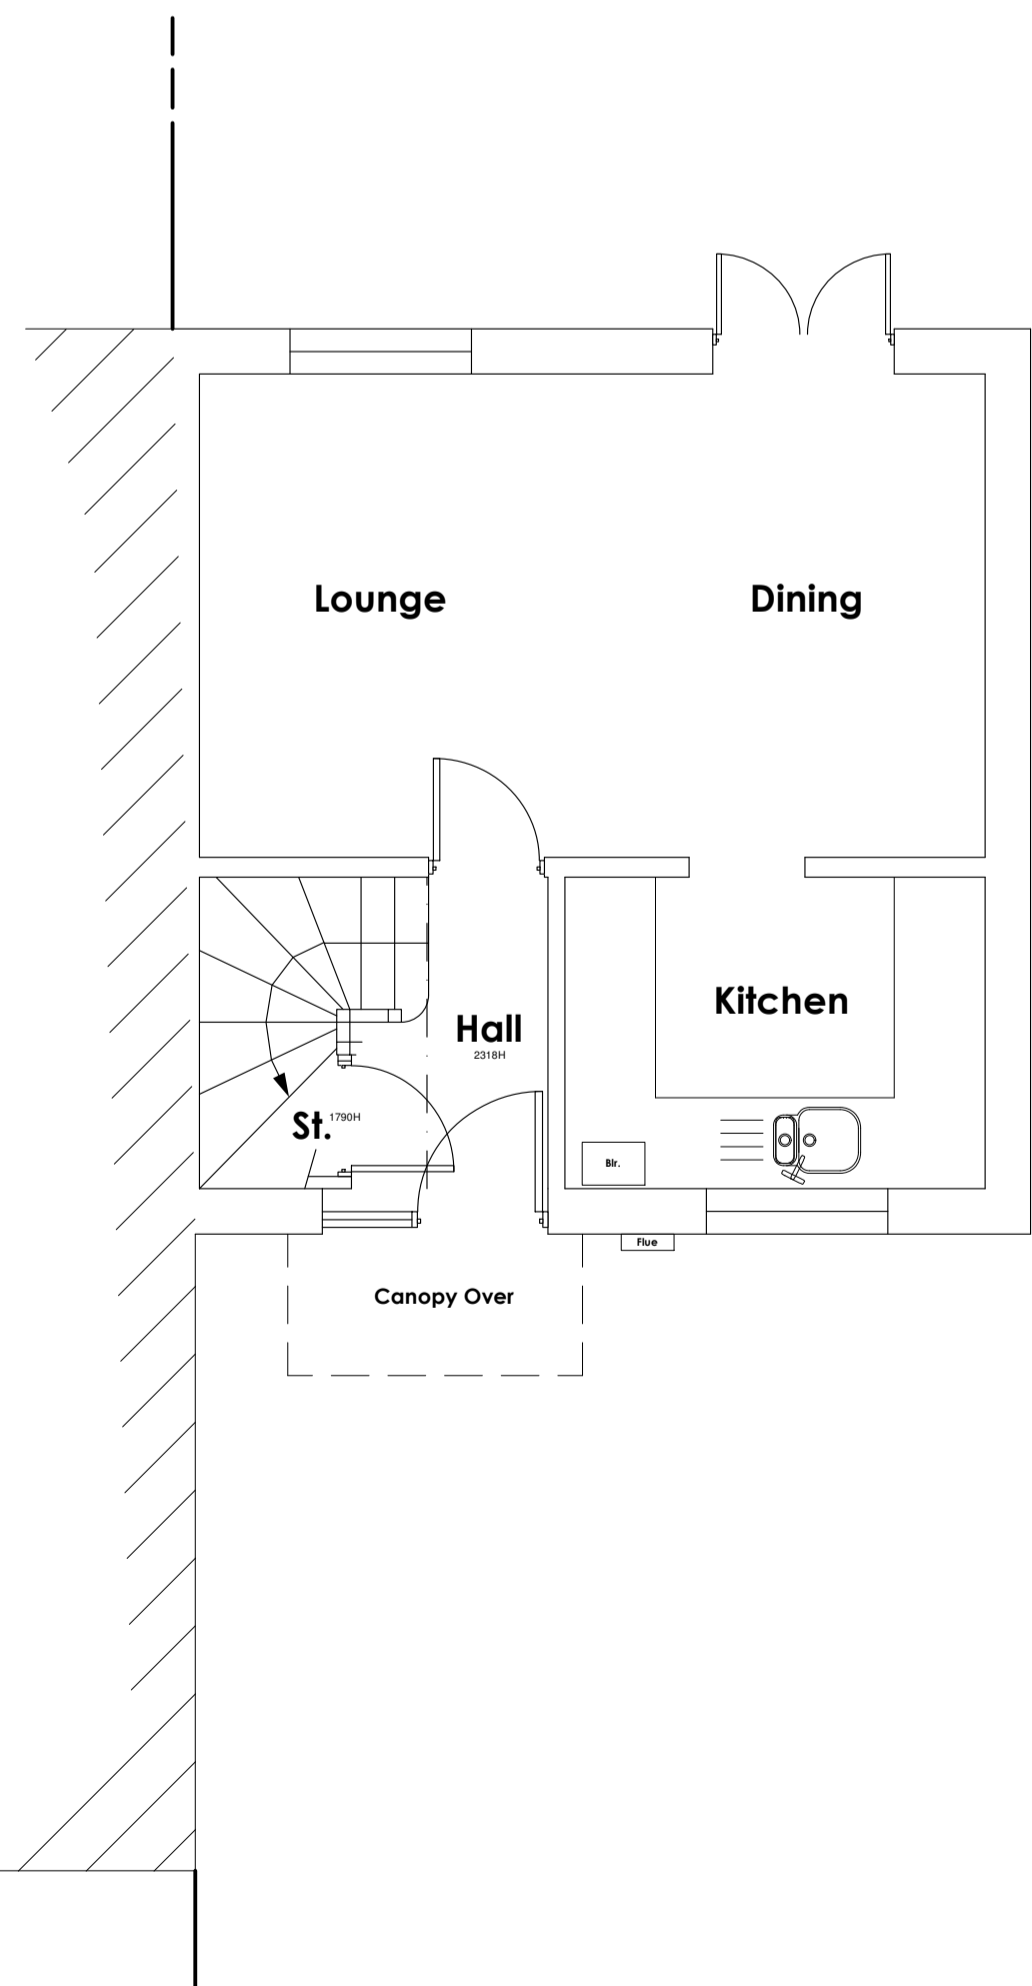 Lounge
Dining
Kitchen
Hall
2318H
St. 1790H
Blr.
Flue
Canopy Over